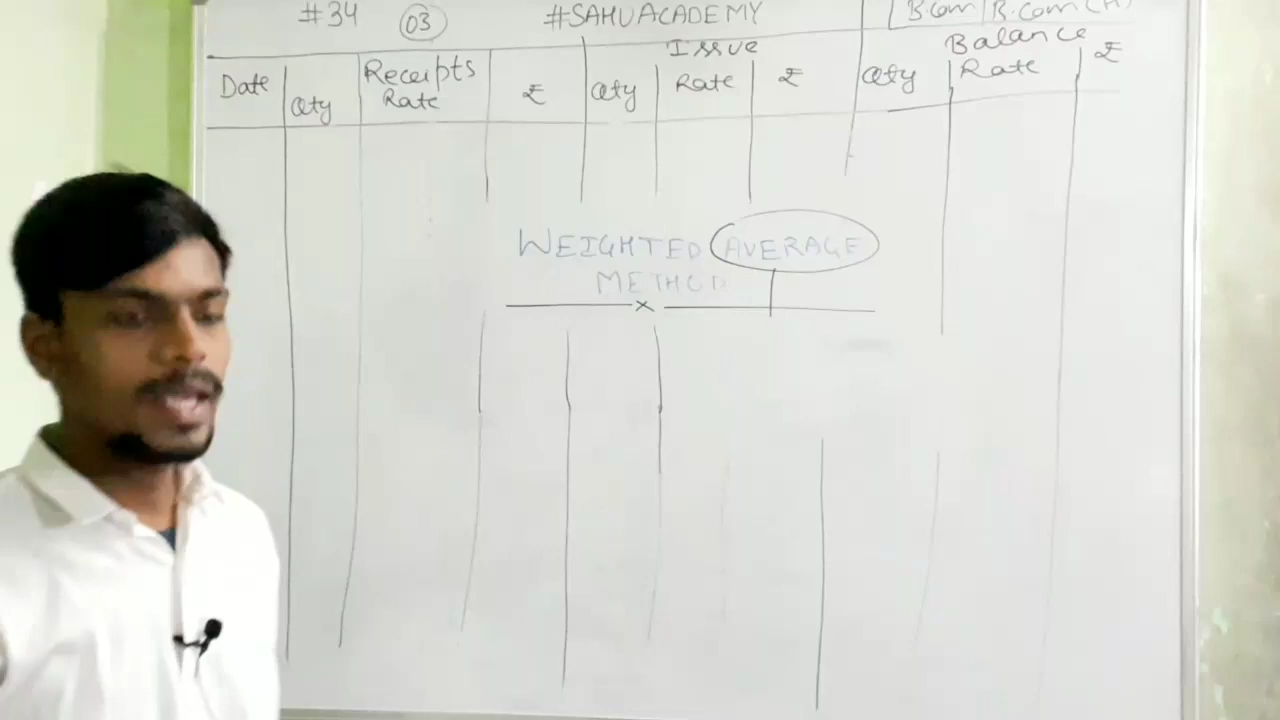 #34 03 #SAHUACADEMY B.Com/B.Com(H)
Issue Balance
Date Qty Receipts Rate ₹ Qty Rate ₹ Qty Rate ₹
WEIGHTED AVERAGE
METHOD
x